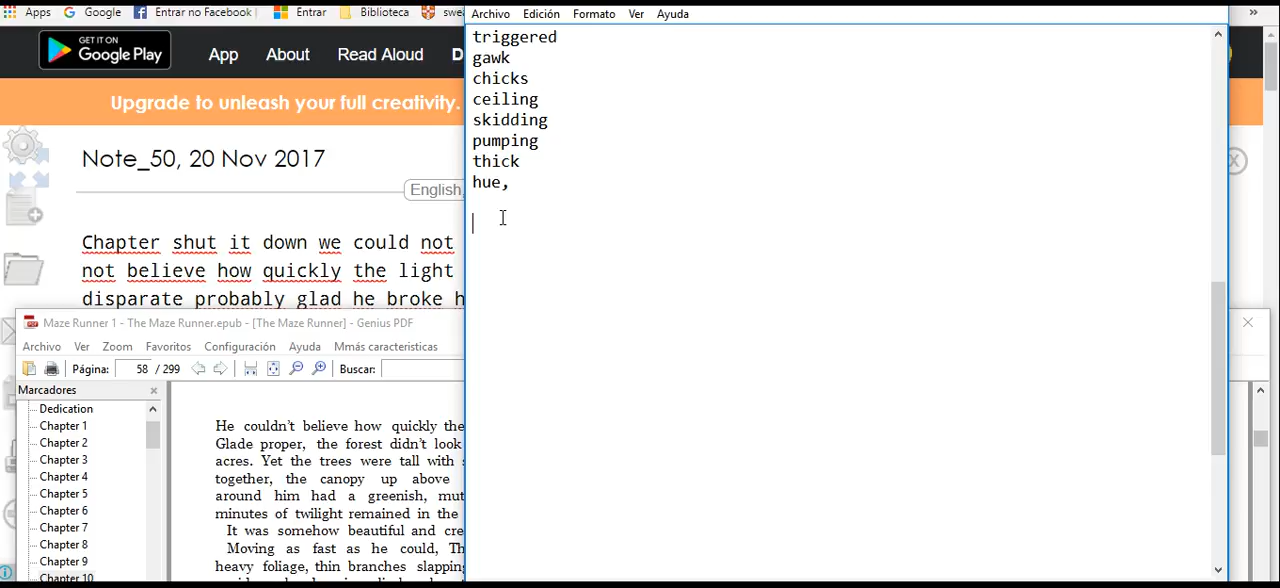 Apps Google Entrar no Facebook Entrar Biblioteca
GET IT ON
Google Play
App About Read Aloud
Upgrade to unleash your full creativity.
Note_50, 20 Nov 2017
English,
Chapter shut it down we could not
not believe how quickly the light
disparate probably glad he broke h
Archivo Edición Formato Ver Ayuda
triggered
gawk
chicks
ceiling
skidding
pumping
thick
hue,
Maze Runner 1 - The Maze Runner.epub - [The Maze Runner] - Genius PDF
Archivo Ver Zoom Favoritos Configuración Ayuda Mmás caracteristicas
Página: 58 / 299 Buscar:
Marcadores
Dedication
Chapter 1
Chapter 2
Chapter 3
Chapter 4
Chapter 5
Chapter 6
Chapter 7
Chapter 8
Chapter 9
Chapter 10
He couldn't believe how quickly the
Glade proper, the forest didn't look
acres. Yet the trees were tall with
together, the canopy up above
around him had a greenish, mut
minutes of twilight remained in the
It was somehow beautiful and cre
Moving as fast as he could, Th
heavy foliage, thin branches slapping